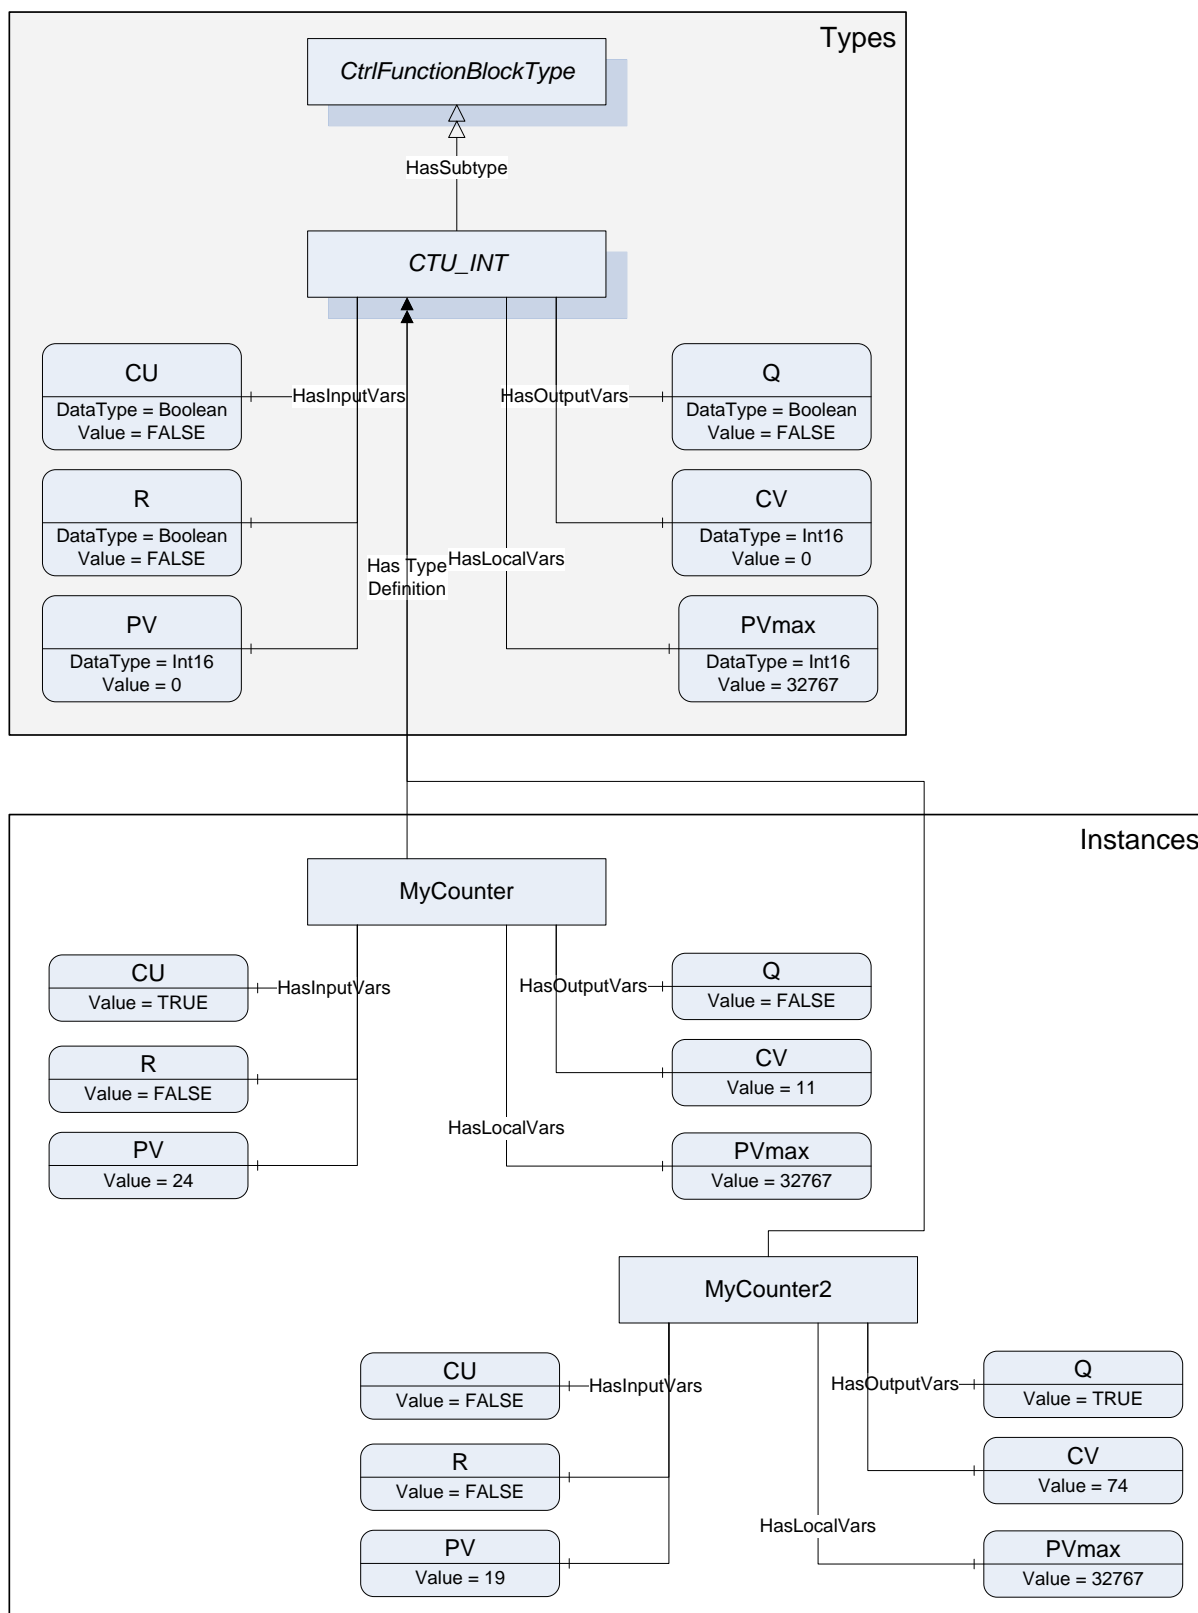 Types
CtrlFunctionBlockType
HasSubtype
CTU_INT
CU
DataType = Boolean
Value = FALSE
HasInputVars
HasOutputVars
Q
DataType = Boolean
Value = FALSE
R
DataType = Boolean
Value = FALSE
CV
DataType = Int16
Value = 0
Has Type
Definition
HasLocalVars
PV
DataType = Int16
Value = 0
PVmax
DataType = Int16
Value = 32767
Instances
MyCounter
CU
Value = TRUE
HasInputVars
HasOutputVars
Q
Value = FALSE
R
Value = FALSE
CV
Value = 11
HasLocalVars
PV
Value = 24
PVmax
Value = 32767
MyCounter2
CU
Value = FALSE
HasInputVars
HasOutputVars
Q
Value = TRUE
R
Value = FALSE
CV
Value = 74
HasLocalVars
PV
Value = 19
PVmax
Value = 32767